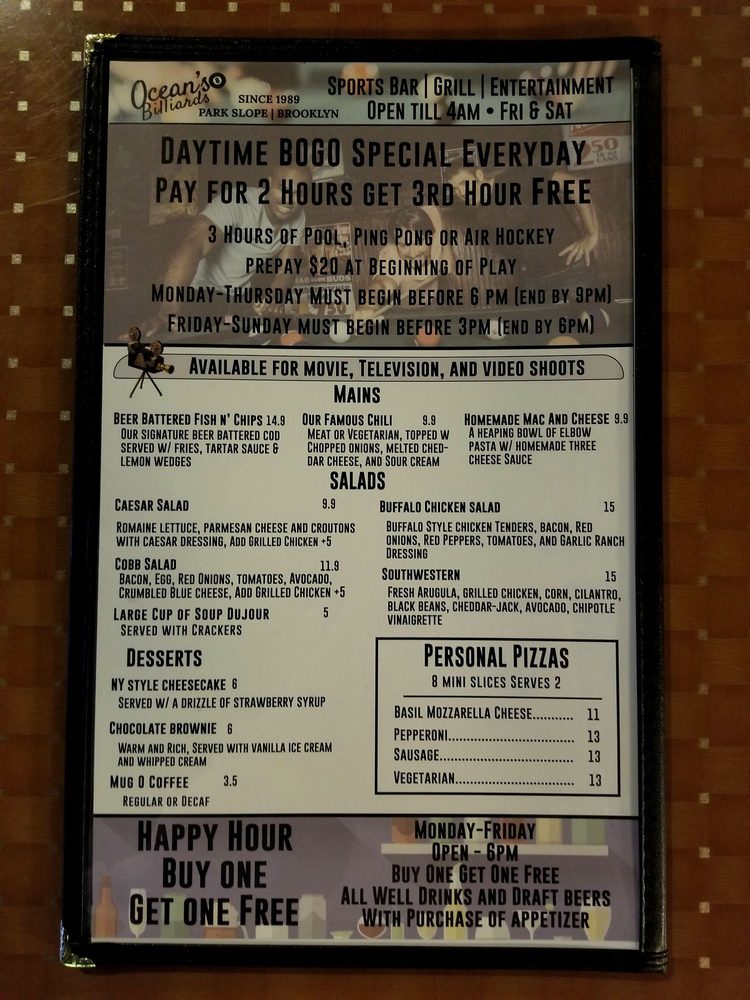 Ocean's 8
Billiards
SINCE 1989
PARK SLOPE | BROOKLYN
SPORTS BAR | GRILL | ENTERTAINMENT
OPEN TILL 4AM • FRI & SAT
DAYTIME BOGO SPECIAL EVERYDAY
PAY FOR 2 HOURS GET 3RD HOUR FREE
3 HOURS OF POOL, PING PONG OR AIR HOCKEY
PREPAY $20 AT BEGINNING OF PLAY
MONDAY-THURSDAY MUST BEGIN BEFORE 6 PM (END BY 9PM)
FRIDAY-SUNDAY MUST BEGIN BEFORE 3PM (END BY 6PM)
AVAILABLE FOR MOVIE, TELEVISION, AND VIDEO SHOOTS
MAINS
BEER BATTERED FISH N' CHIPS 14.9
OUR SIGNATURE BEER BATTERED COD
SERVED W/ FRIES, TARTAR SAUCE &
LEMON WEDGES
OUR FAMOUS CHILI 9.9
MEAT OR VEGETARIAN, TOPPED W
CHOPPED ONIONS, MELTED CHED-
DAR CHEESE, AND SOUR CREAM
HOMEMADE MAC AND CHEESE 9.9
A HEAPING BOWL OF ELBOW
PASTA W/ HOMEMADE THREE
CHEESE SAUCE
SALADS
CAESAR SALAD 9.9
ROMAINE LETTUCE, PARMESAN CHEESE AND CROUTONS
WITH CAESAR DRESSING, ADD GRILLED CHICKEN +5
COBB SALAD 11.9
BACON, EGG, RED ONIONS, TOMATOES, AVOCADO,
CRUMBLED BLUE CHEESE, ADD GRILLED CHICKEN +5
LARGE CUP OF SOUP DUJOUR 5
SERVED WITH CRACKERS
BUFFALO CHICKEN SALAD 15
BUFFALO STYLE CHICKEN TENDERS, BACON, RED
ONIONS, RED PEPPERS, TOMATOES, AND GARLIC RANCH
DRESSING
SOUTHWESTERN 15
FRESH ARUGULA, GRILLED CHICKEN, CORN, CILANTRO,
BLACK BEANS, CHEDDAR-JACK, AVOCADO, CHIPOTLE
VINAIGRETTE
DESSERTS
NY STYLE CHEESECAKE 6
SERVED W/ A DRIZZLE OF STRAWBERRY SYRUP
CHOCOLATE BROWNIE 6
WARM AND RICH, SERVED WITH VANILLA ICE CREAM
AND WHIPPED CREAM
MUG O COFFEE 3.5
REGULAR OR DECAF
PERSONAL PIZZAS
8 MINI SLICES SERVES 2
BASIL MOZZARELLA CHEESE.......... 11
PEPPERONI............................... 13
SAUSAGE.................................. 13
VEGETARIAN............................. 13
HAPPY HOUR
BUY ONE
GET ONE FREE
MONDAY-FRIDAY
OPEN - 6PM
BUY ONE GET ONE FREE
ALL WELL DRINKS AND DRAFT BEERS
WITH PURCHASE OF APPETIZER